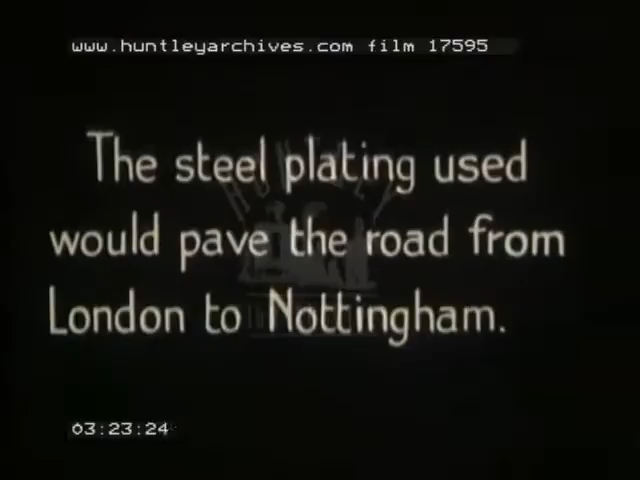 www.huntleyarchives.com film 17595
The steel plating used
would pave the road from
London to Nottingham.
HUNTLEY
03:23:24